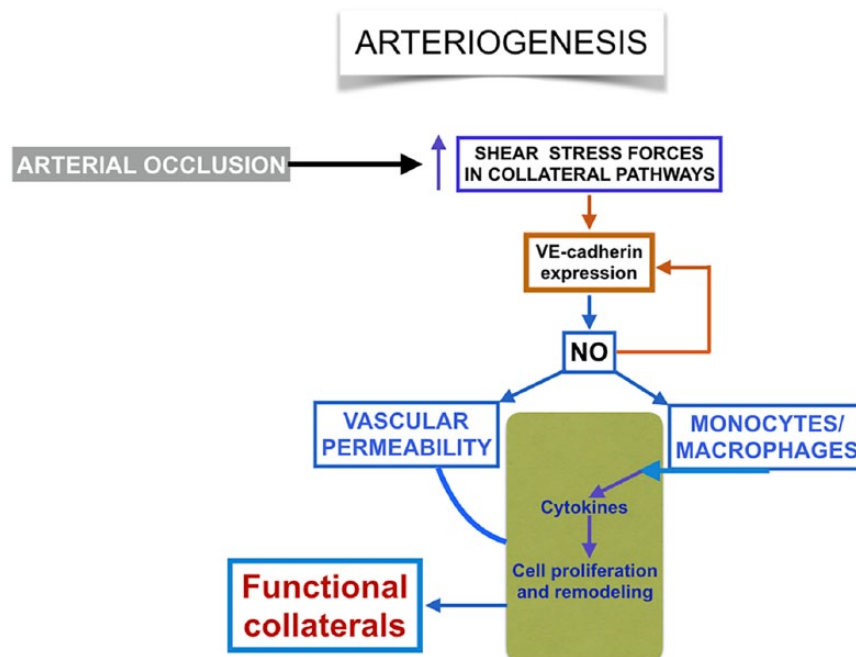 ARTERIOGENESIS
ARTERIAL OCCLUSION
SHEAR STRESS FORCES
IN COLLATERAL PATHWAYS
VE-cadherin
expression
NO
VASCULAR
PERMEABILITY
MONOCYTES/
MACROPHAGES
Cytokines
Cell proliferation
and remodeling
Functional
collaterals